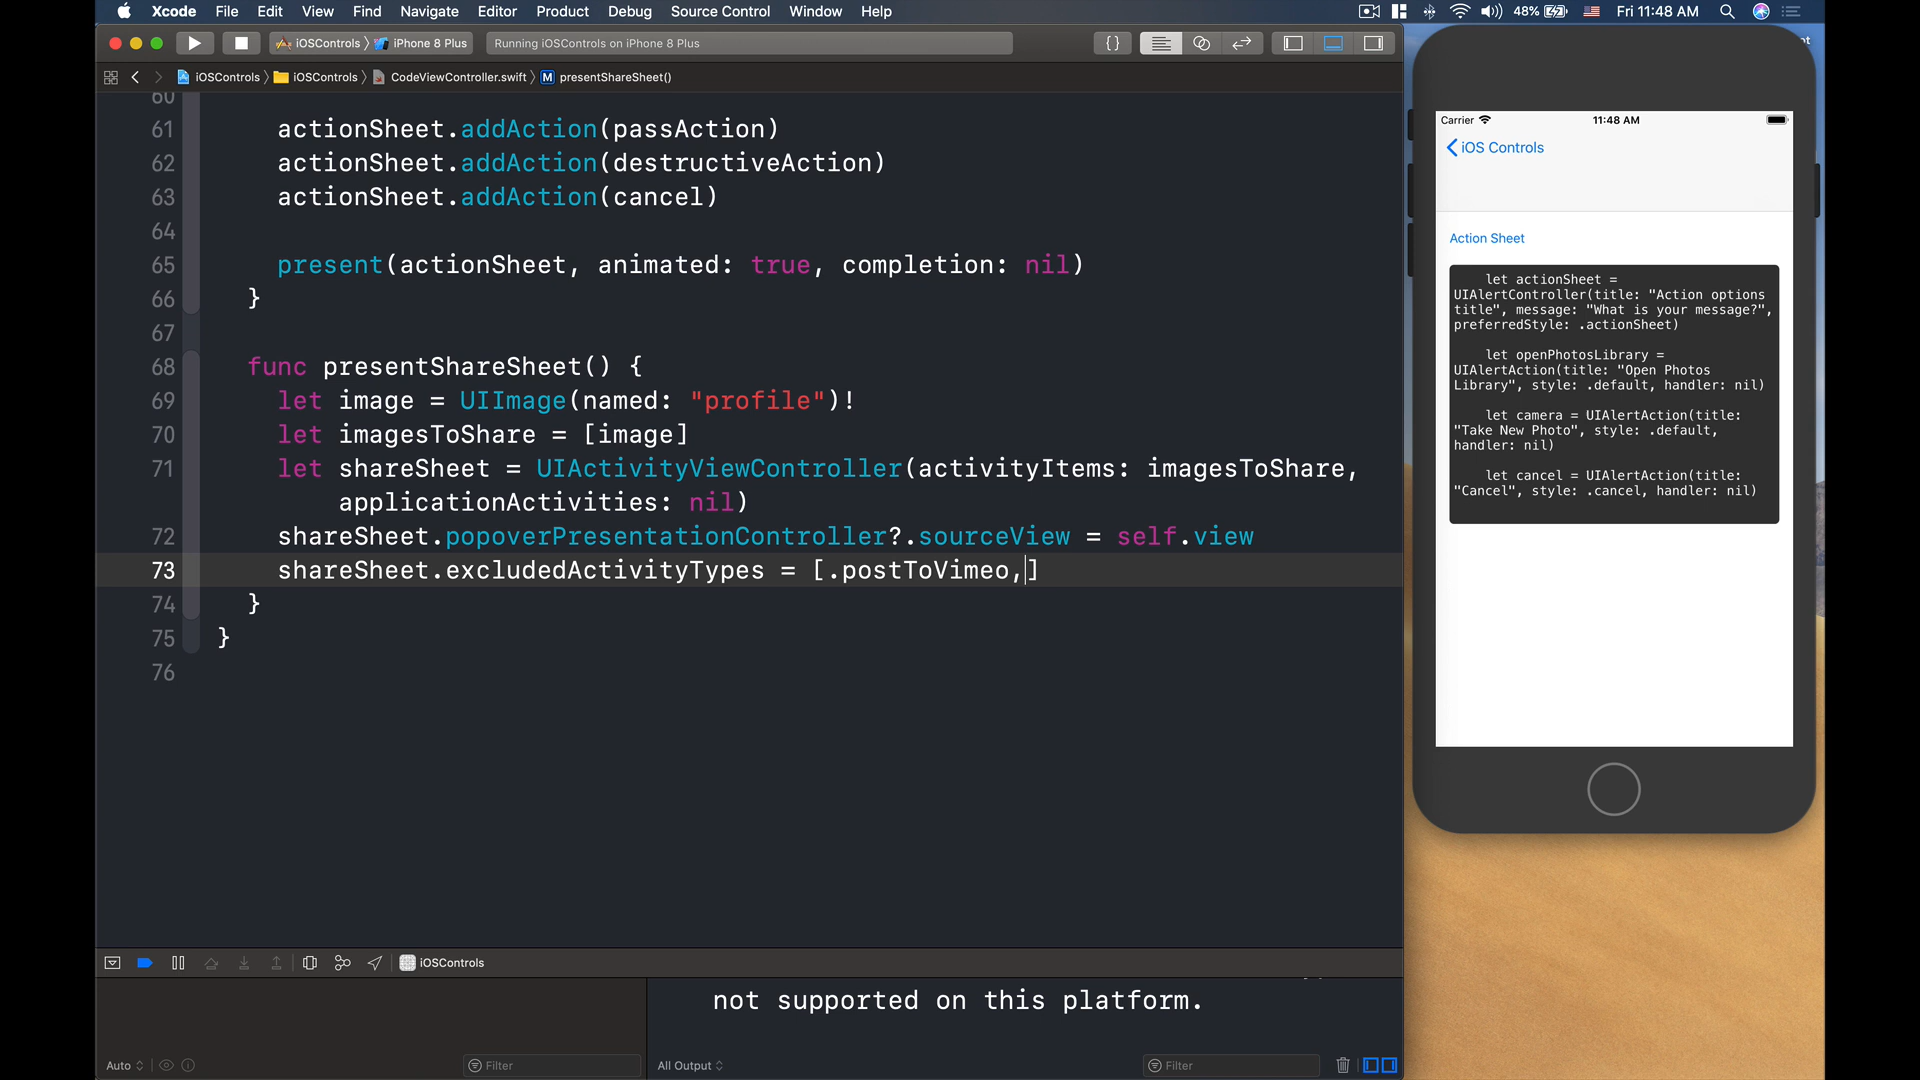 Xcode File Edit View Find Navigate Editor Product Debug Source Control Window Help 48% Fri 11:48 AM
iOSControls iPhone 8 Plus Running iOSControls on iPhone 8 Plus {}
iOSControls iOSControls CodeViewController.swift M presentShareSheet()
60
61 actionSheet.addAction(passAction)
62 actionSheet.addAction(destructiveAction)
63 actionSheet.addAction(cancel)
64
65 present(actionSheet, animated: true, completion: nil)
66 }
67
68 func presentShareSheet() {
69 let image = UIImage(named: "profile")!
70 let imagesToShare = [image]
71 let shareSheet = UIActivityViewController(activityItems: imagesToShare,
applicationActivities: nil)
72 shareSheet.popoverPresentationController?.sourceView = self.view
73 shareSheet.excludedActivityTypes = [.postToVimeo,]
74 }
75 }
76
iOSControls
not supported on this platform.
Auto Filter All Output Filter
Carrier 11:48 AM
iOS Controls
Action Sheet
let actionSheet =
UIAlertController(title: "Action options
title", message: "What is your message?",
preferredStyle: .actionSheet)
let openPhotosLibrary =
UIAlertAction(title: "Open Photos
Library", style: .default, handler: nil)
let camera = UIAlertAction(title:
"Take New Photo", style: .default,
handler: nil)
let cancel = UIAlertAction(title:
"Cancel", style: .cancel, handler: nil)